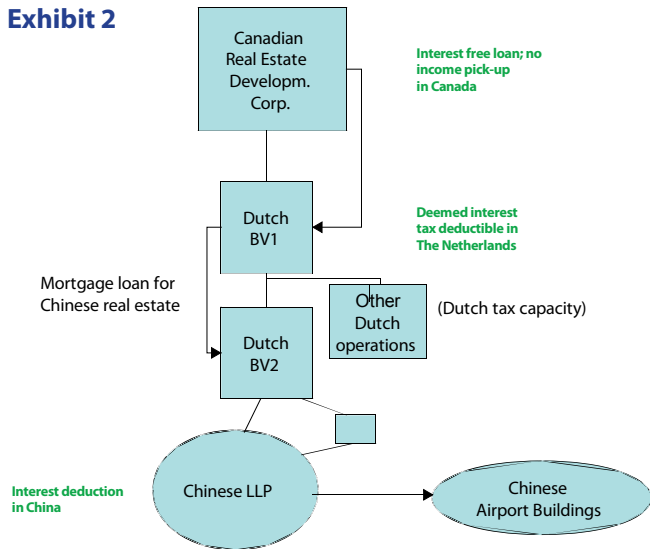 Exhibit 2
Canadian
Real Estate
Developm.
Corp.
Interest free loan; no
income pick-up
in Canada
Dutch
BV1
Deemed interest
tax deductible in
The Netherlands
Mortgage loan for
Chinese real estate
Other
Dutch
operations
(Dutch tax capacity)
Dutch
BV2
Interest deduction
in China
Chinese LLP
Chinese
Airport Buildings